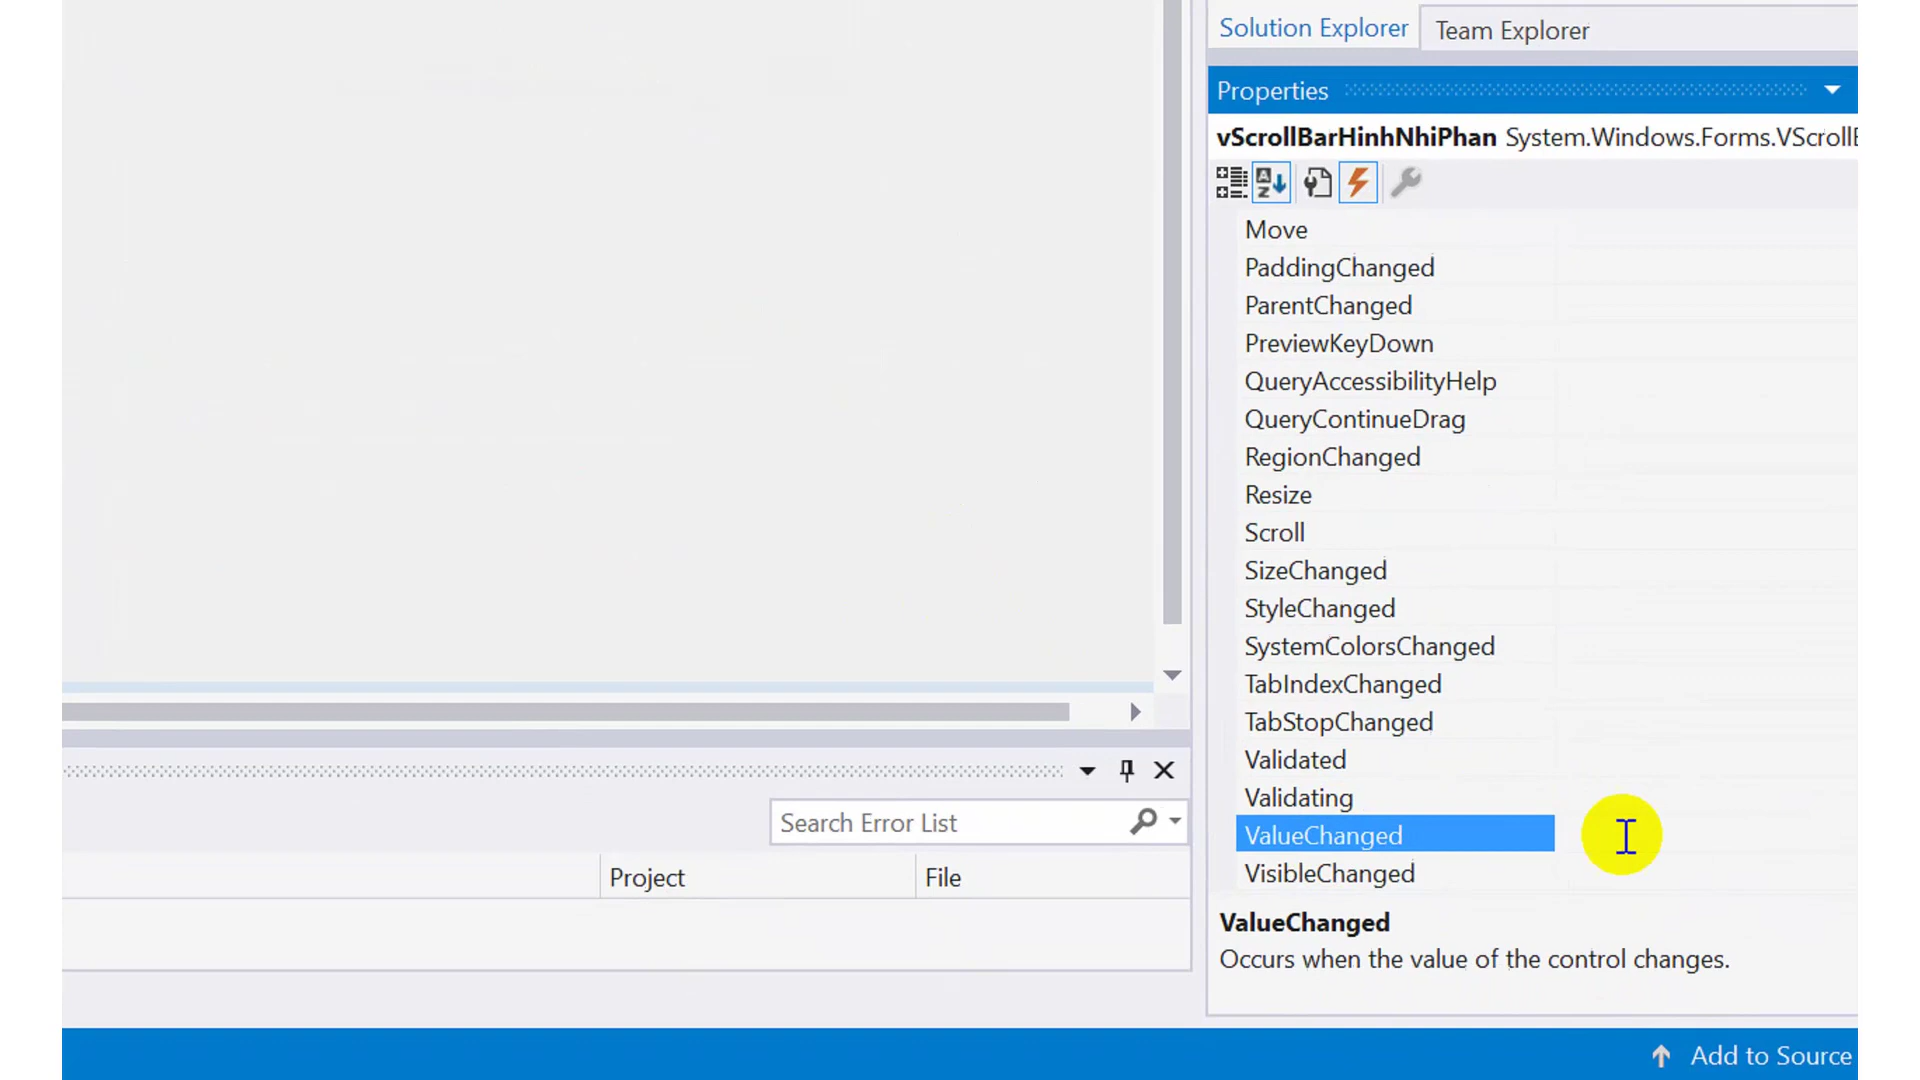 Solution Explorer
Team Explorer
Properties
vScrollBarHinhNhiPhan System.Windows.Forms.VScrollB
Move
PaddingChanged
ParentChanged
PreviewKeyDown
QueryAccessibilityHelp
QueryContinueDrag
RegionChanged
Resize
Scroll
SizeChanged
StyleChanged
SystemColorsChanged
TabIndexChanged
TabStopChanged
Validated
Validating
ValueChanged
VisibleChanged
ValueChanged
Occurs when the value of the control changes.
Search Error List
Project
File
Add to Source